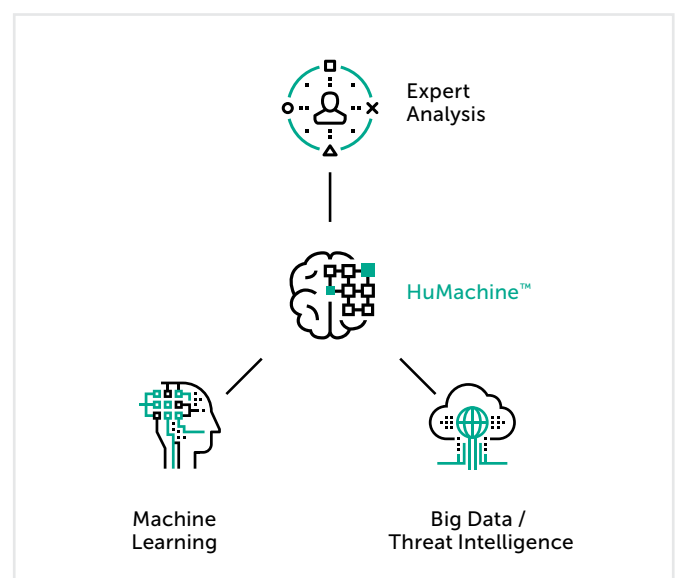 Expert
Analysis
HuMachine™
Machine
Learning
Big Data /
Threat Intelligence